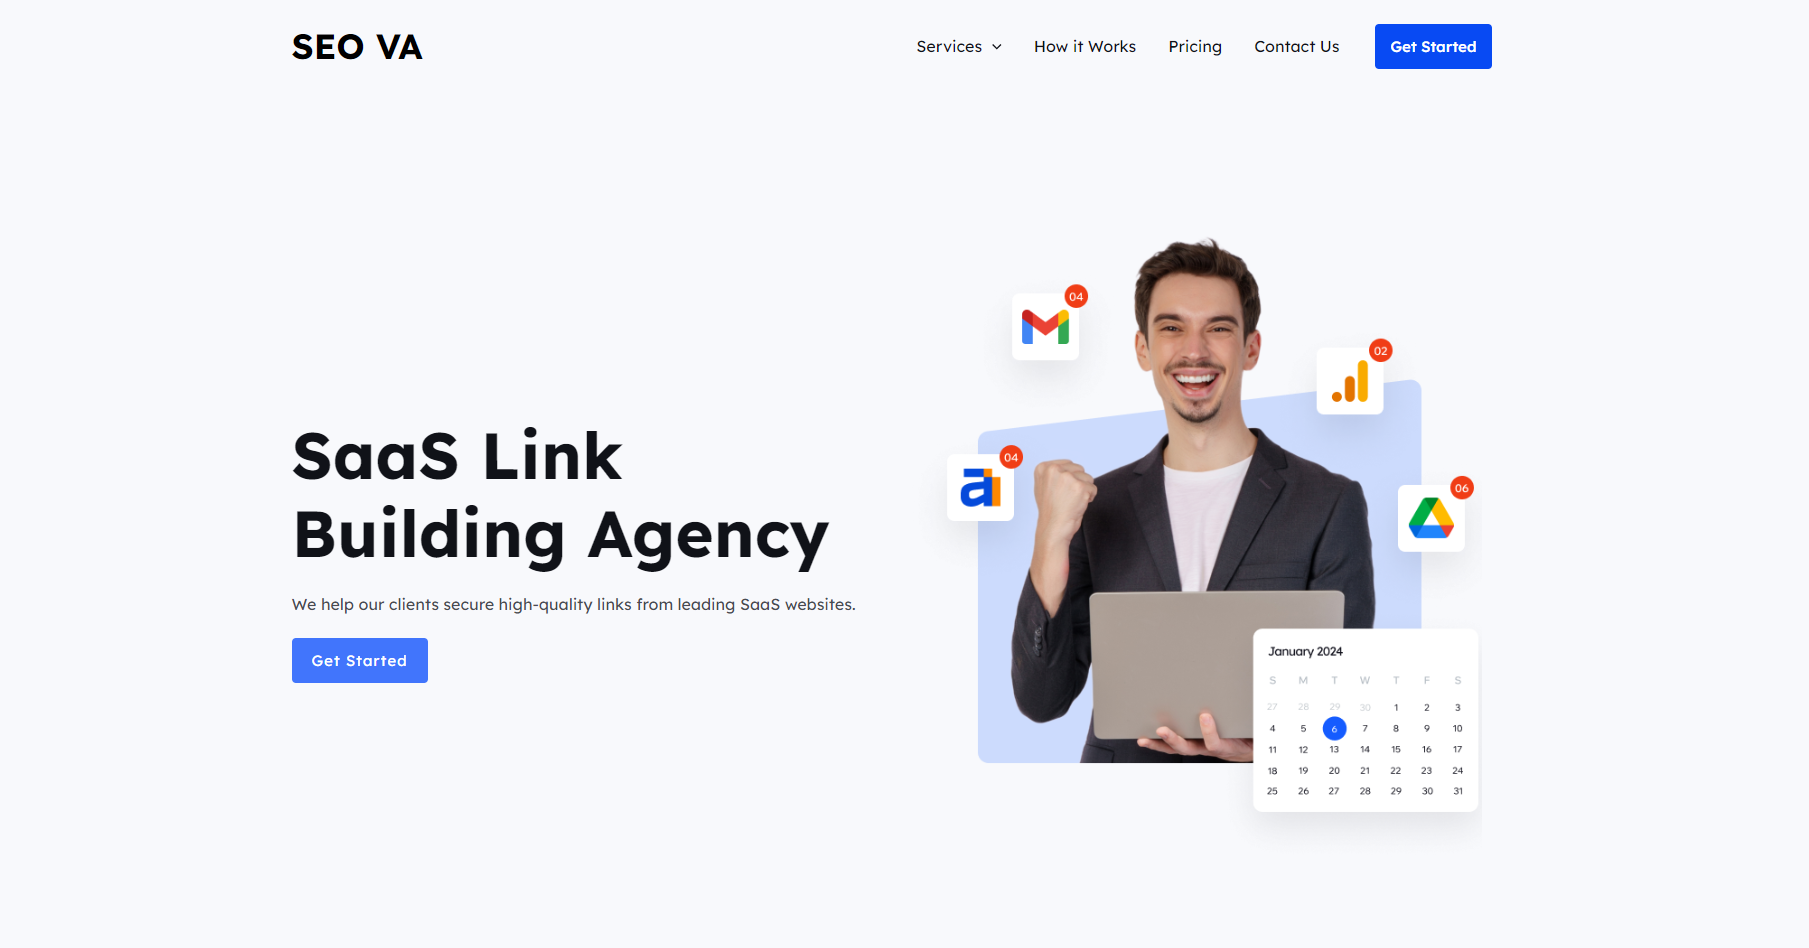 SEO VA
Services
How it Works
Pricing
Contact Us
Get Started
04
02
04
06
SaaS Link
Building Agency
We help our clients secure high-quality links from leading SaaS websites.
Get Started
January 2024
S M T W T F S
27 28 29 30 1 2 3
4 5 6 7 8 9 10
11 12 13 14 15 16 17
18 19 20 21 22 23 24
25 26 27 28 29 30 31